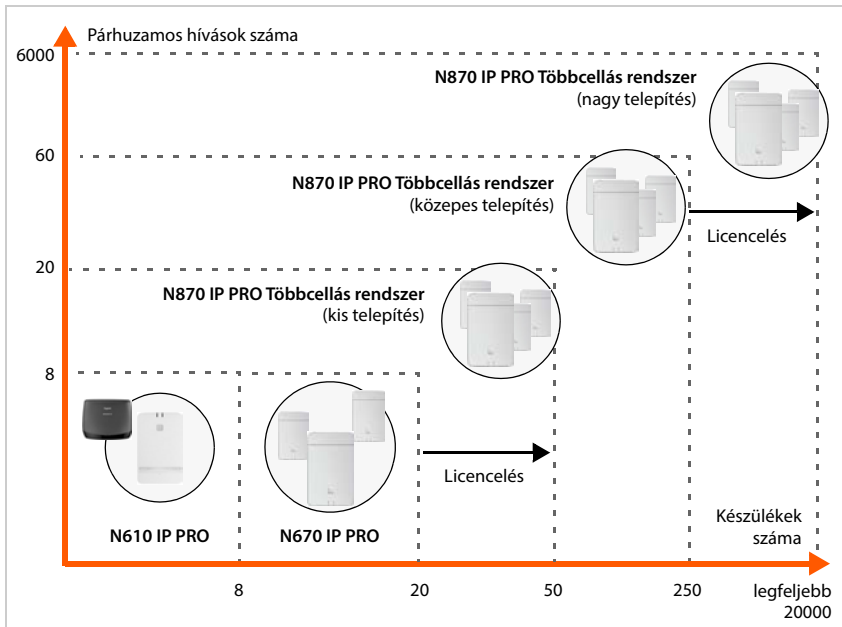 Párhuzamos hívások száma
6000
N870 IP PRO Többcellás rendszer
(nagy telepítés)
60
N870 IP PRO Többcellás rendszer
(közepes telepítés)
Licencelés
20
N870 IP PRO Többcellás rendszer
(kis telepítés)
8
Licencelés
N610 IP PRO
N670 IP PRO
Készülékek
száma
8
20
50
250
legfeljebb
20000